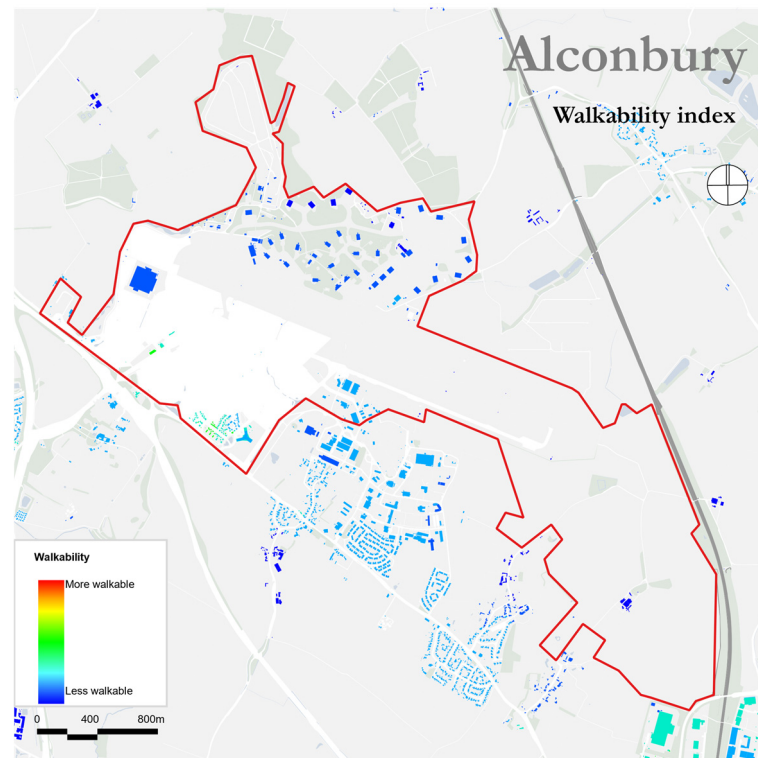 Alconbury
Walkability index
Walkability
More walkable
Less walkable
0 400 800m